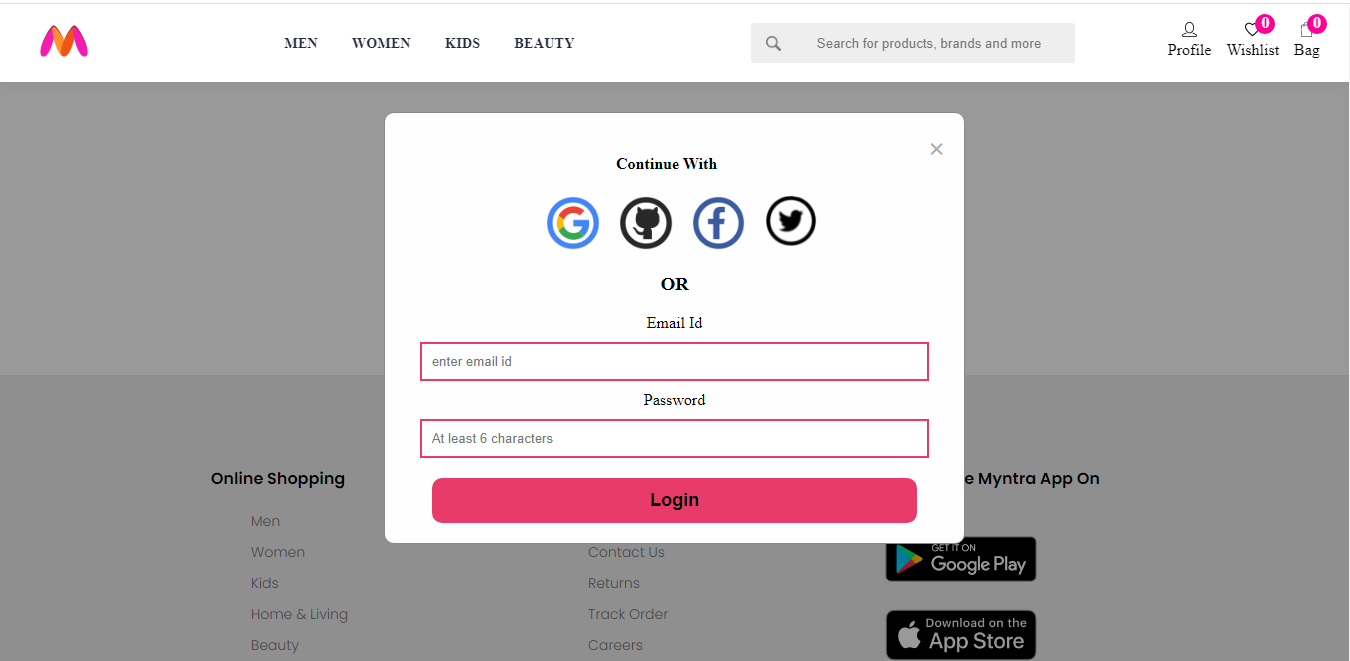 MEN WOMEN KIDS BEAUTY
Search for products, brands and more
0 0
Profile Wishlist Bag
×
Continue With
OR
Email Id
enter email id
Password
At least 6 characters
Login
Online Shopping
Men
Women
Kids
Home & Living
Beauty
Contact Us
Returns
Track Order
Careers
e Myntra App On
GET IT ON
Google Play
Download on the
App Store